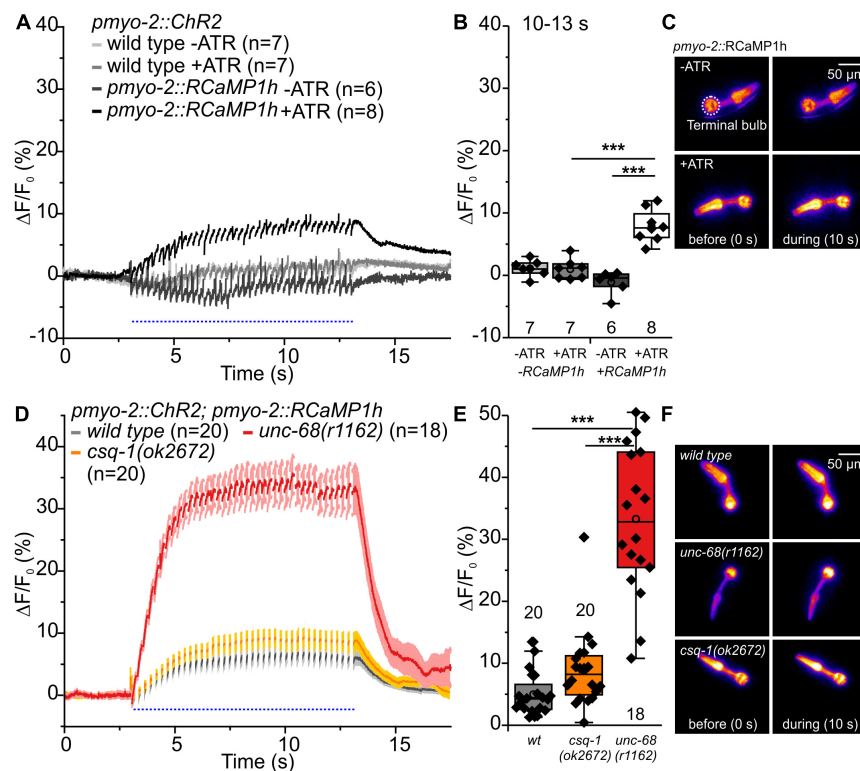 A
pmyo-2::ChR2
wild type -ATR (n=7)
wild type +ATR (n=7)
pmyo-2::RCaMP1h -ATR (n=6)
pmyo-2::RCaMP1h +ATR (n=8)
ΔF/F0 (%)
40
30
20
10
0
-10
0
5
10
15
Time (s)
B
10-13 s
ΔF/F0 (%)
40
30
20
10
0
-10
***
***
7
7
6
8
-ATR +ATR -ATR +ATR
-RCaMP1h +RCaMP1h
C
pmyo-2::RCaMP1h
-ATR
50 µm
Terminal bulb
+ATR
before (0 s)
during (10 s)
D
pmyo-2::ChR2; pmyo-2::RCaMP1h
wild type (n=20)
unc-68(r1162) (n=18)
csq-1(ok2672)
(n=20)
ΔF/F0 (%)
40
30
20
10
0
0
5
10
15
Time (s)
E
ΔF/F0 (%)
50
40
30
20
10
0
***
***
20
20
18
wt
csq-1
(ok2672)
unc-68
(r1162)
F
wild type
50 µm
unc-68(r1162)
csq-1(ok2672)
before (0 s)
during (10 s)